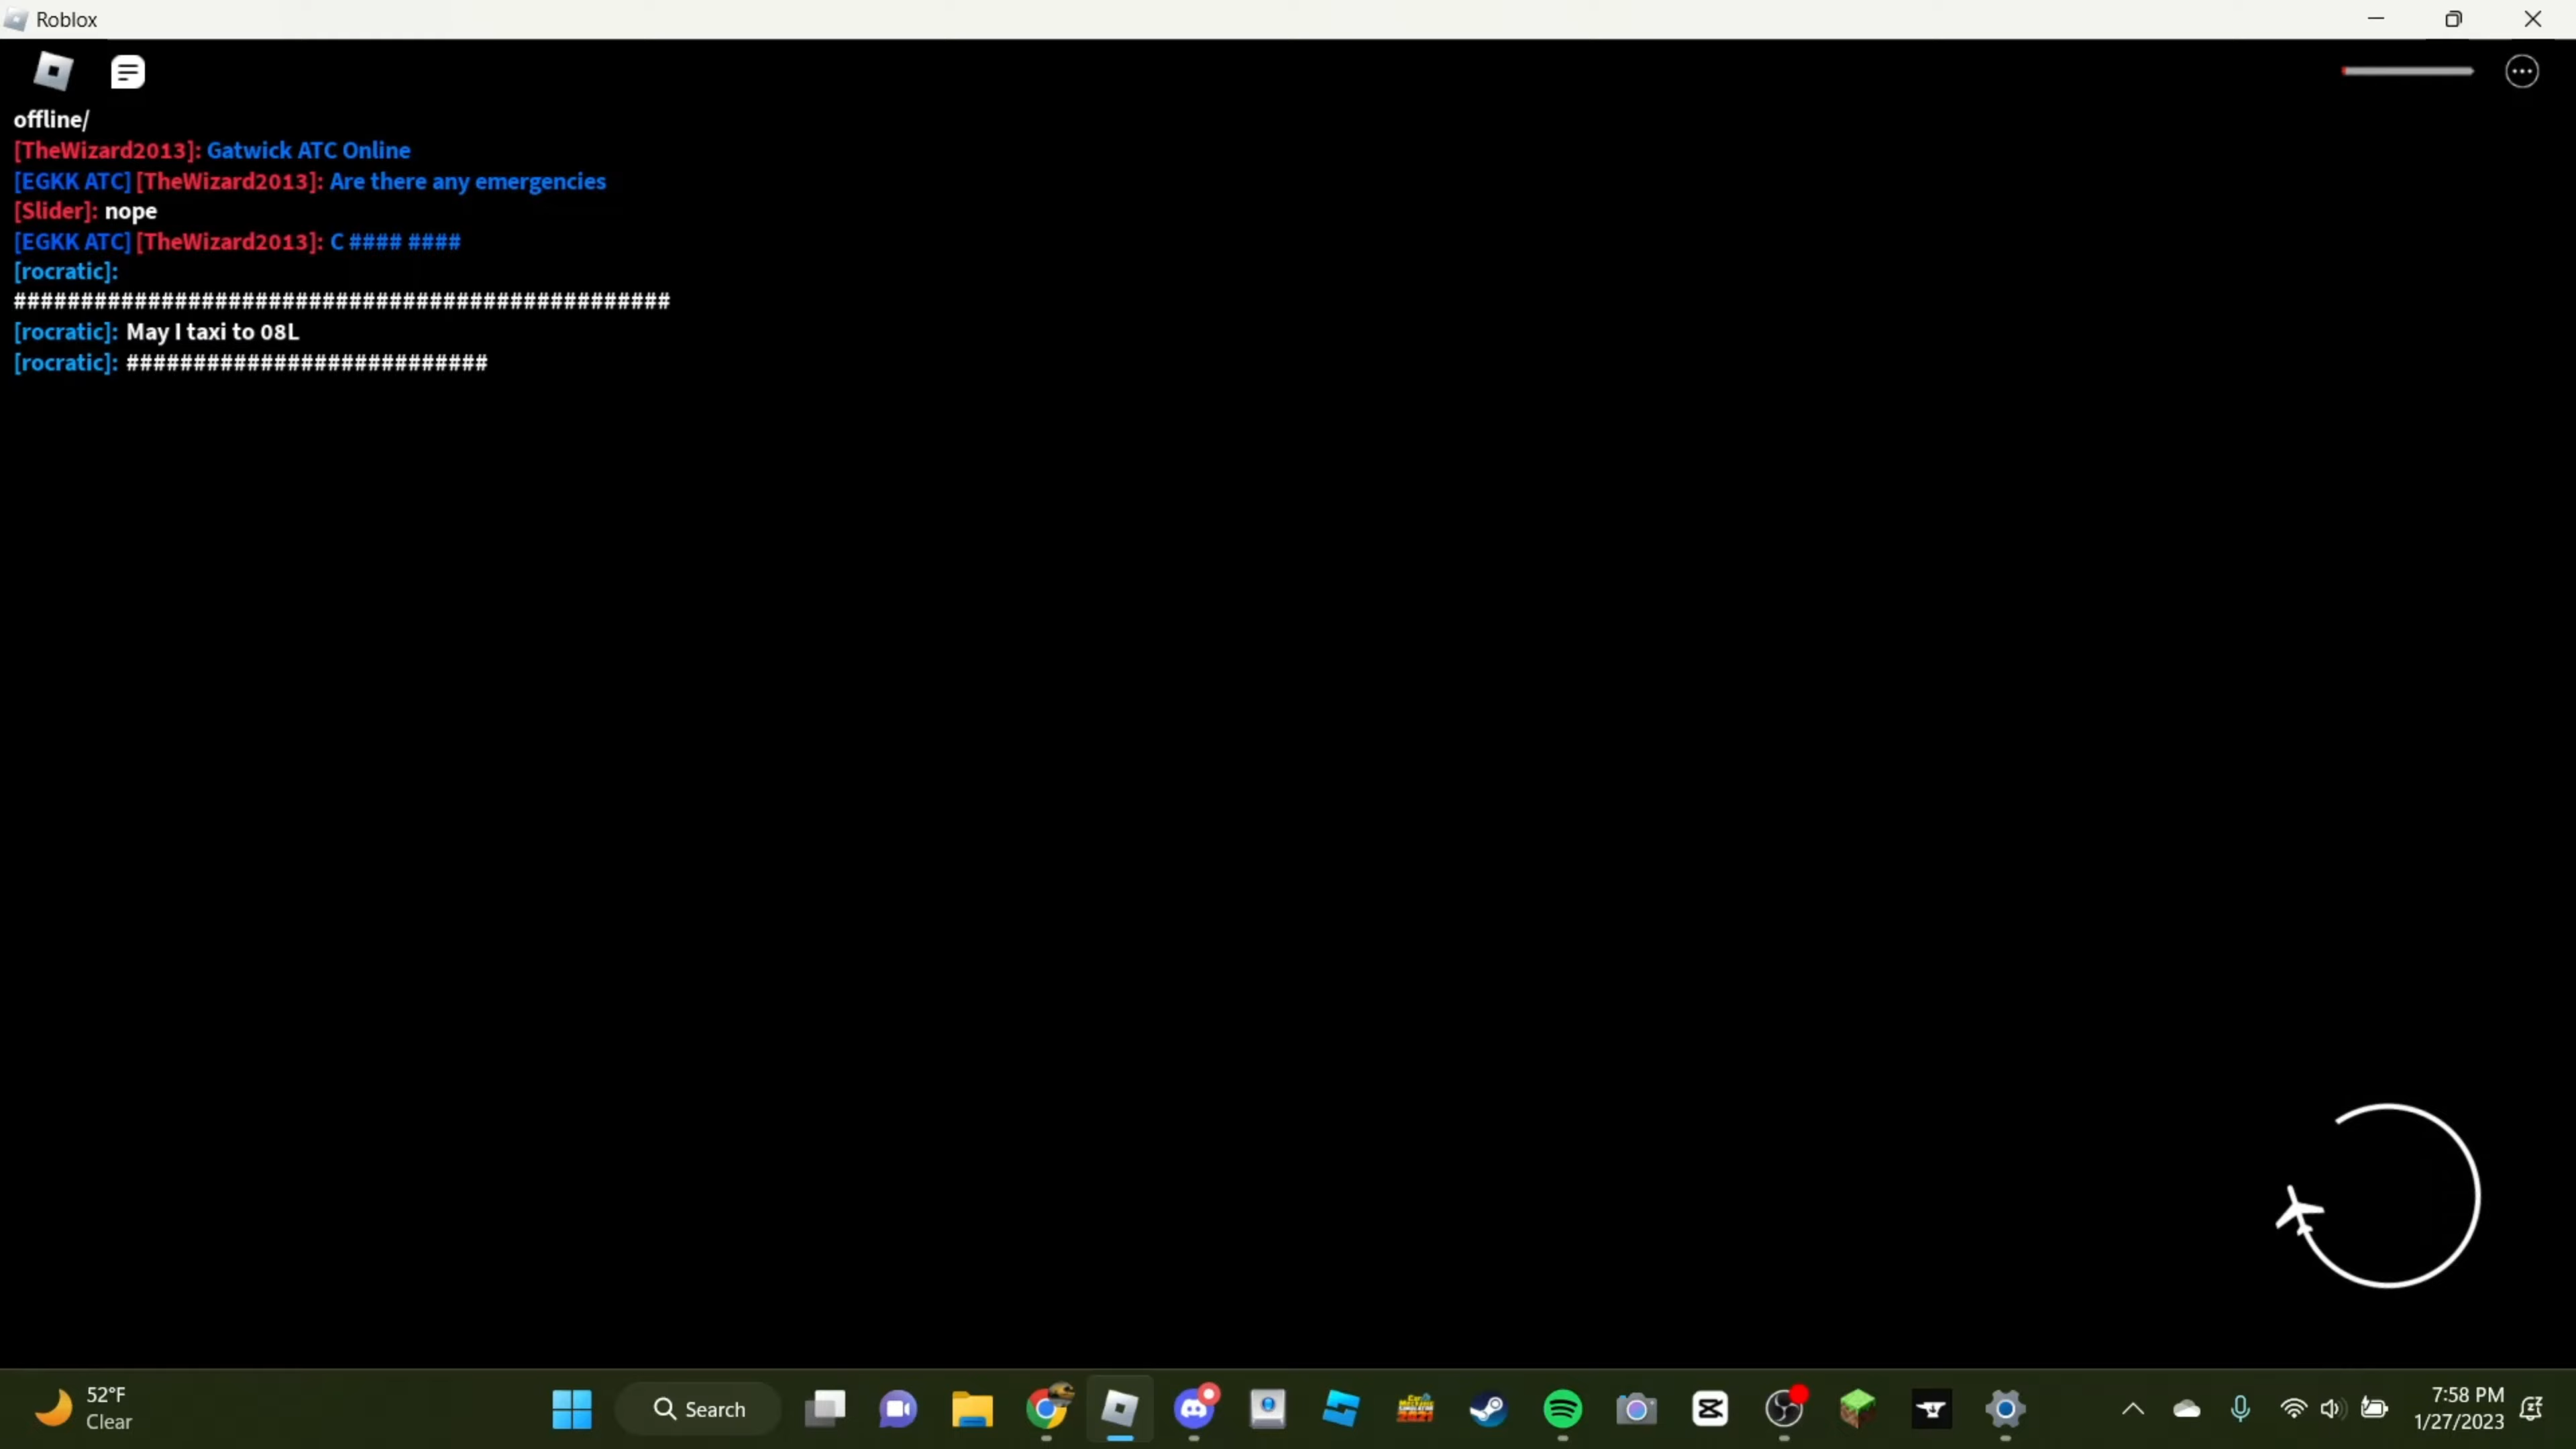 Roblox
offline/
[TheWizard2013]: Gatwick ATC Online
[EGKK ATC] [TheWizard2013]: Are there any emergencies
[Slider]: nope
[EGKK ATC] [TheWizard2013]: C #### ####
[rocratic]:
#################################################
[rocratic]: May I taxi to 08L
[rocratic]: ###########################
52°F
Clear
Search
7:58 PM
1/27/2023